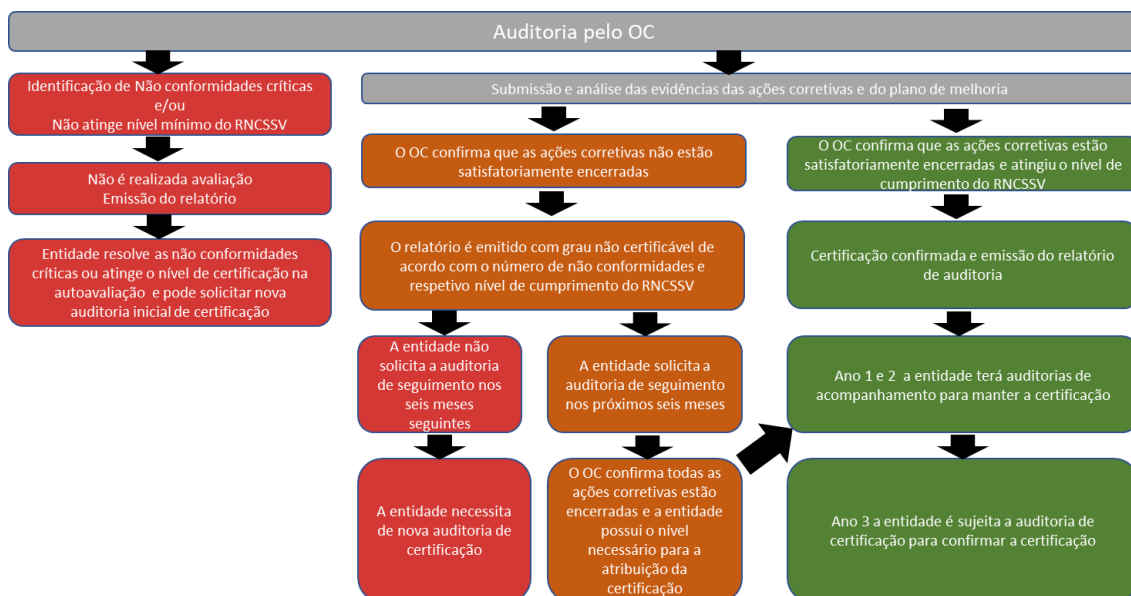 Auditoria pelo OC
Identificação de Não conformidades críticas
e/ou
Não atinge nível mínimo do RNCSSV
Não é realizada avaliação
Emissão do relatório
Entidade resolve as não conformidades
críticas ou atinge o nível de certificação na
autoavaliação e pode solicitar nova
auditoria inicial de certificação
Submissão e análise das evidências das ações corretivas e do plano de melhoria
O OC confirma que as ações corretivas não estão
satisfatoriamente encerradas
O relatório é emitido com grau não certificável de
acordo com o número de não conformidades e
respetivo nível de cumprimento do RNCSSV
A entidade não
solicita a auditoria
de seguimento nos
seis meses
seguintes
A entidade necessita
de nova auditoria de
certificação
A entidade solicita a
auditoria de seguimento
nos próximos seis meses
O OC confirma todas as
ações corretivas estão
encerradas e a entidade
possui o nível
necessário para a
atribuição da
certificação
O OC confirma que as ações corretivas estão
satisfatoriamente encerradas e atingiu o nível de
cumprimento do RNCSSV
Certificação confirmada e emissão do relatório
de auditoria
Ano 1 e 2 a entidade terá auditorias de
acompanhamento para manter a certificação
Ano 3 a entidade é sujeita a auditoria de
certificação para confirmar a certificação